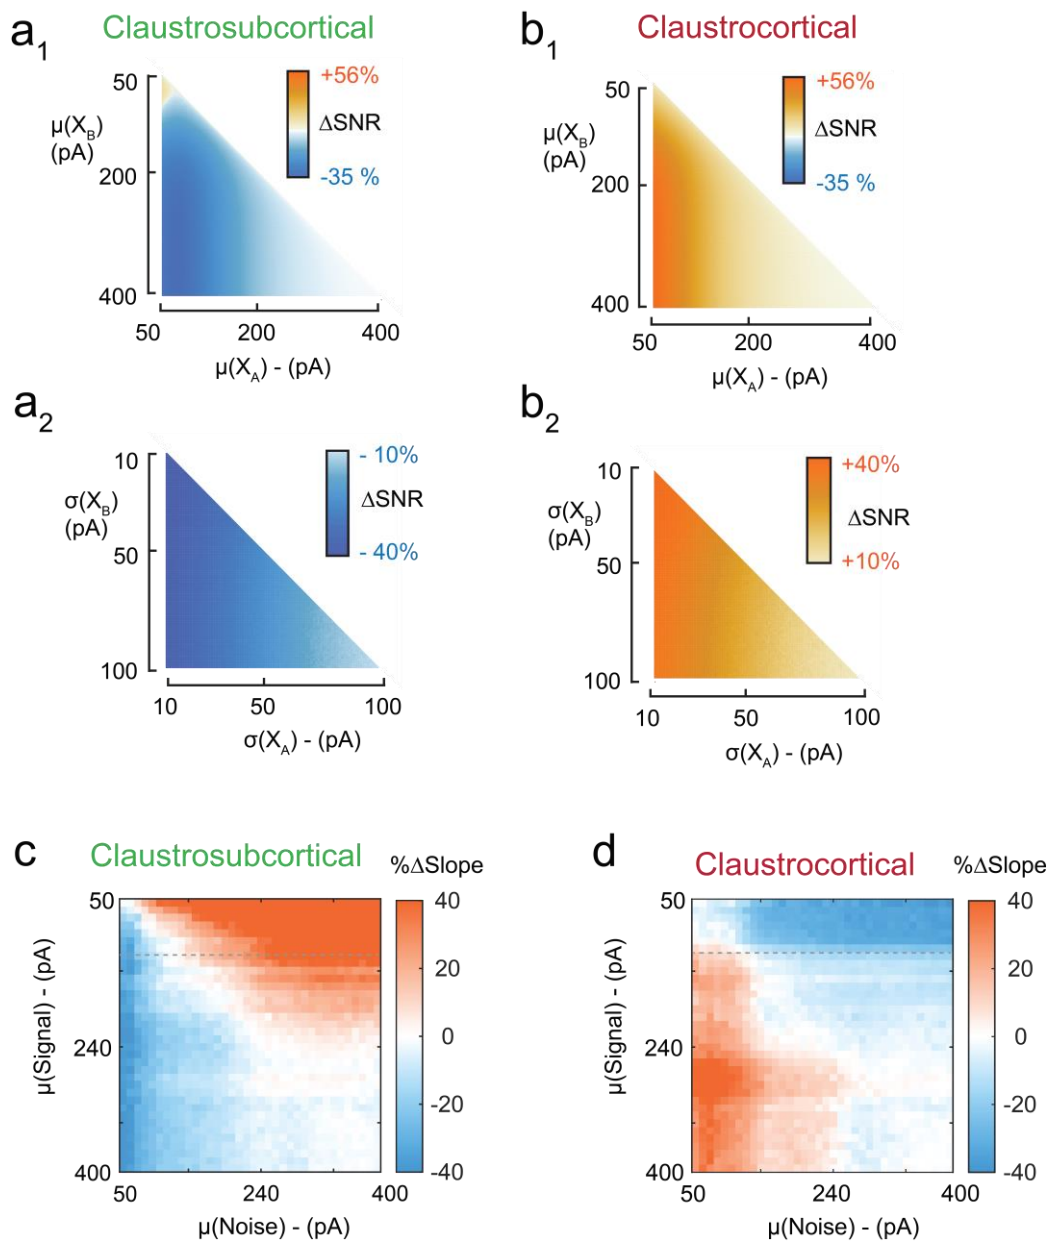 a1 Claustrosubcortical
50
200
400
μ(XB)
(pA)
+56%
ΔSNR
-35 %
50 200 400
μ(XA) - (pA)
b1 Claustrocortical
50
200
400
μ(XB)
(pA)
+56%
ΔSNR
-35 %
50 200 400
μ(XA) - (pA)
a2
10
50
100
σ(XB)
(pA)
- 10%
ΔSNR
- 40%
10 50 100
σ(XA) - (pA)
b2
10
50
100
σ(XB)
(pA)
+40%
ΔSNR
+10%
10 50 100
σ(XA) - (pA)
c Claustrosubcortical %ΔSlope
50
240
400
μ(Signal) - (pA)
40
20
0
-20
-40
50 240 400
μ(Noise) - (pA)
d Claustrocortical %ΔSlope
50
240
400
μ(Signal) - (pA)
40
20
0
-20
-40
50 240 400
μ(Noise) - (pA)